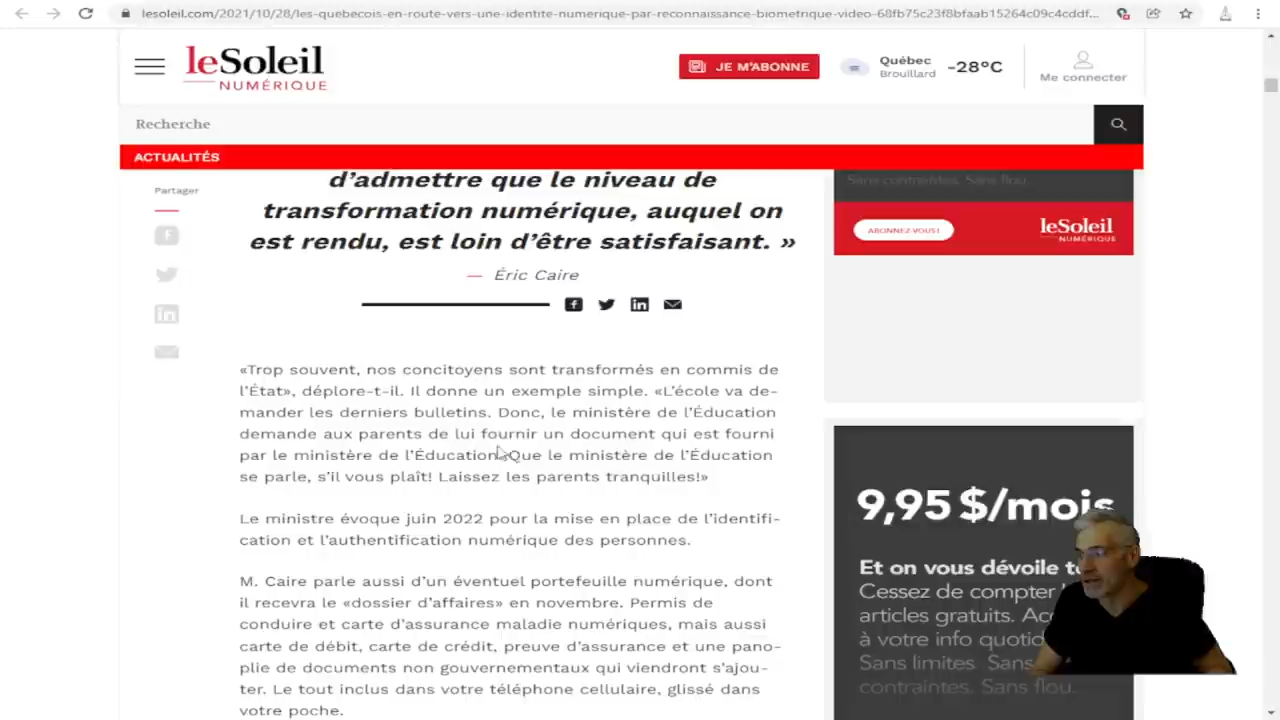 lesoleil.com/2021/10/28/les-quebecois-en-route-vers-une-identite-numerique-par-reconnaissance-biometrique-video-68fb75c23f8bfaab15264c09c4cddf...
leSoleil
NUMÉRIQUE
JE M'ABONNE
Québec
Brouillard
-28°C
Me connecter
Recherche
ACTUALITÉS
Partager
d'admettre que le niveau de
transformation numérique, auquel on
est rendu, est loin d'être satisfaisant. »
— Éric Caire
«Trop souvent, nos concitoyens sont transformés en commis de
l'État», déplore-t-il. Il donne un exemple simple. «L'école va de-
mander les derniers bulletins. Donc, le ministère de l'Éducation
demande aux parents de lui fournir un document qui est fourni
par le ministère de l'Éducation. Que le ministère de l'Éducation
se parle, s'il vous plaît! Laissez les parents tranquilles!»
Le ministre évoque juin 2022 pour la mise en place de l'identifi-
cation et l'authentification numérique des personnes.
M. Caire parle aussi d'un éventuel portefeuille numérique, dont
il recevra le «dossier d'affaires» en novembre. Permis de
conduire et carte d'assurance maladie numériques, mais aussi
carte de débit, carte de crédit, preuve d'assurance et une pano-
plie de documents non gouvernementaux qui viendront s'ajou-
ter. Le tout inclus dans votre téléphone cellulaire, glissé dans
votre poche.
Sans contraintes. Sans flou.
ABONNEZ-VOUS!
leSoleil
NUMÉRIQUE
9,95 $/mois
Et on vous dévoile
Cessez de compter
articles gratuits.
à votre info
Sans limites Sans
contraintes. Sans flou.